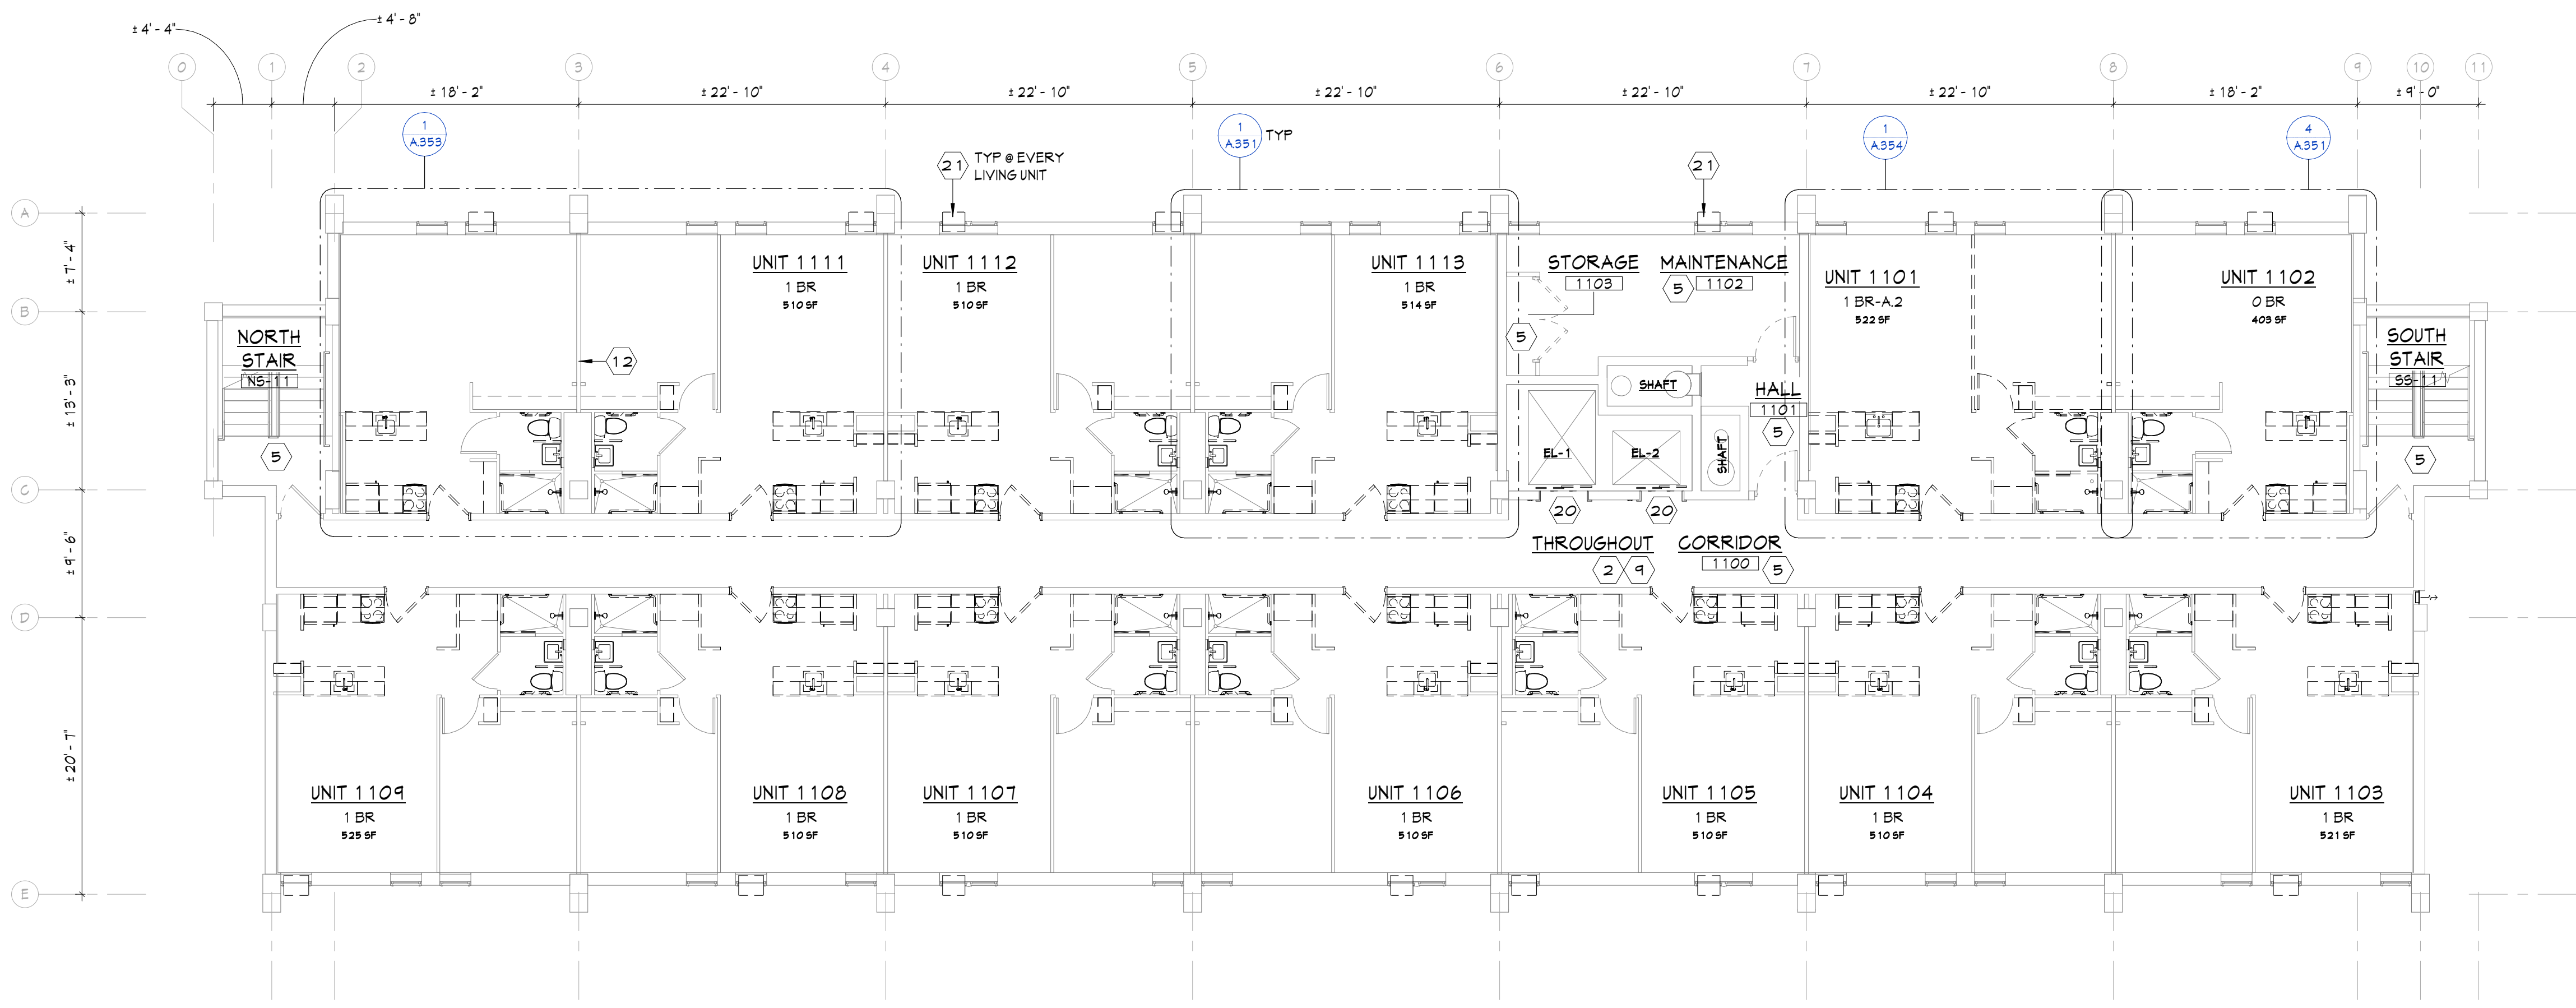 ± 4' - 4"
± 4' - 8"
0
1
2
3
4
5
6
7
8
9
10
11
± 18' - 2"
± 22' - 10"
± 22' - 10"
± 22' - 10"
± 22' - 10"
± 22' - 10"
± 18' - 2"
± 9' - 0"
1
A.353
1
A.351
TYP
1
A.354
4
A.351
21
TYP @ EVERY
LIVING UNIT
21
A
B
C
D
E
± 7' - 4"
± 13' - 3"
± 9' - 6"
± 20' - 7"
UNIT 1111
1 BR
510 SF
UNIT 1112
1 BR
510 SF
UNIT 1113
1 BR
514 SF
STORAGE
1103
MAINTENANCE
5
1102
UNIT 1101
1 BR-A.2
522 SF
UNIT 1102
0 BR
403 SF
NORTH
STAIR
NS-11
5
12
5
SHAFT
HALL
1101
5
SHAFT
EL-1
EL-2
20
20
SOUTH
STAIR
SS-11
5
THROUGHOUT
2
9
CORRIDOR
1100
5
UNIT 1109
1 BR
525 SF
UNIT 1108
1 BR
510 SF
UNIT 1107
1 BR
510 SF
UNIT 1106
1 BR
510 SF
UNIT 1105
1 BR
510 SF
UNIT 1104
1 BR
510 SF
UNIT 1103
1 BR
521 SF